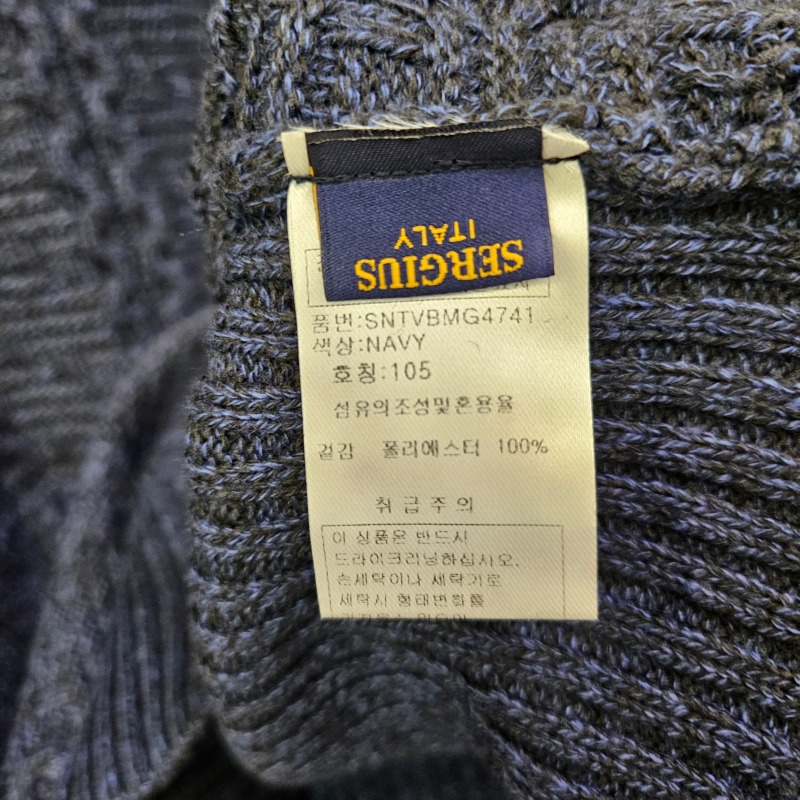 SERGIUS
ITALY
품번:SNTVBMG4741
색상:NAVY
호칭:105
섬유의조성및혼용율
겉감 폴리에스터 100%
취급주의
이 상품은 반드시
드라이크리닝하십시오.
손세탁이나 세탁기로
세탁시 형태변화를